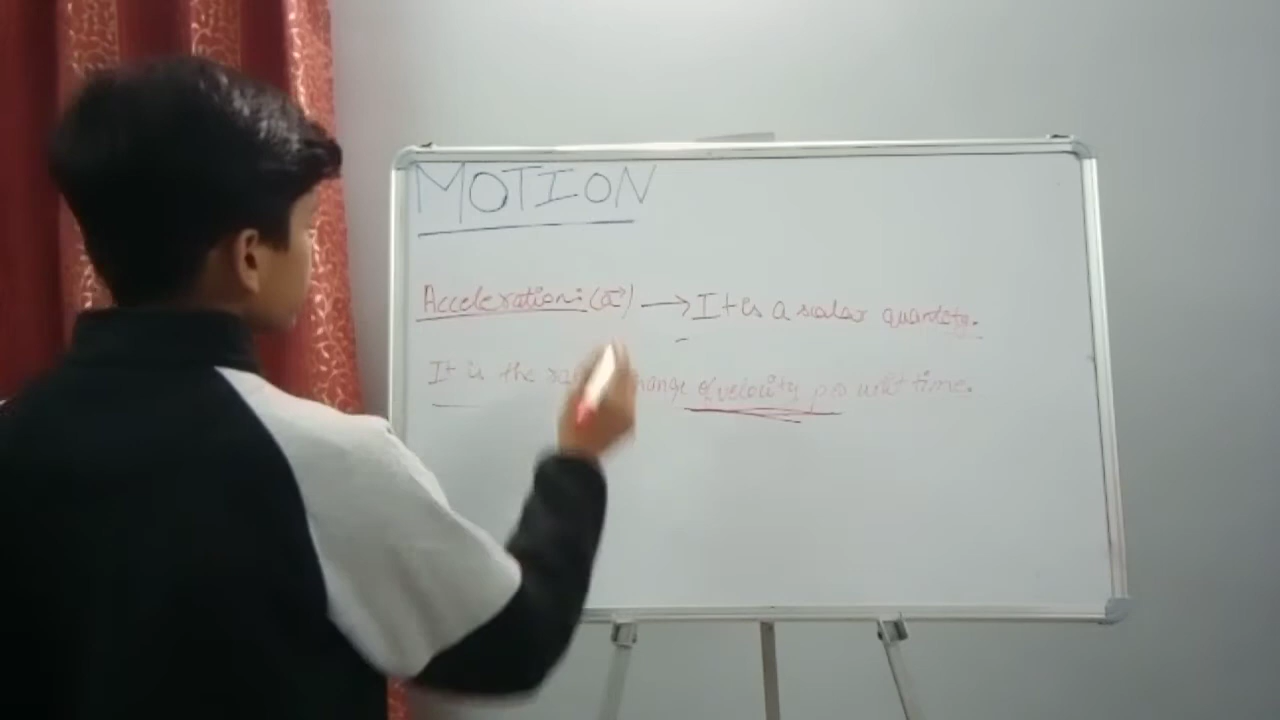 MOTION
Acceleration:(a⃗) → It is a scalar quantity.
It is the change of velocity per unit time.